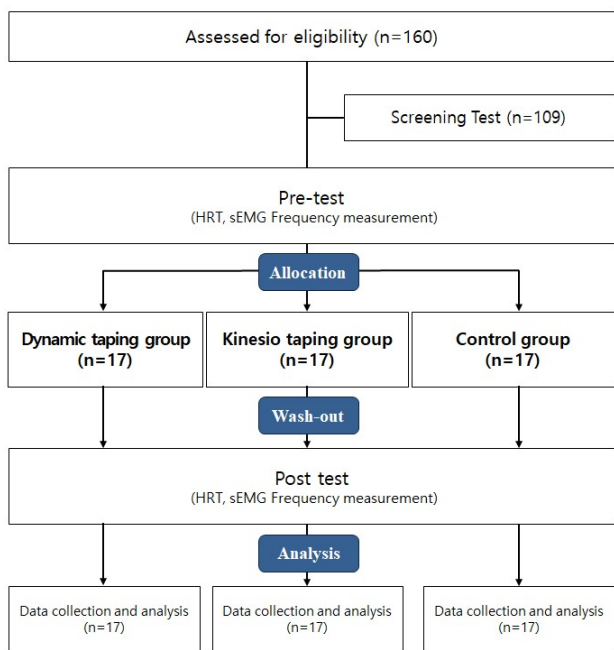 Assessed for eligibility (n=160)
Screening Test (n=109)
Pre-test
(HRT, sEMG Frequency measurement)
Allocation
Dynamic taping group
(n=17)
Kinesio taping group
(n=17)
Control group
(n=17)
Wash-out
Post test
(HRT, sEMG Frequency measurement)
Analysis
Data collection and analysis
(n=17)
Data collection and analysis
(n=17)
Data collection and analysis
(n=17)